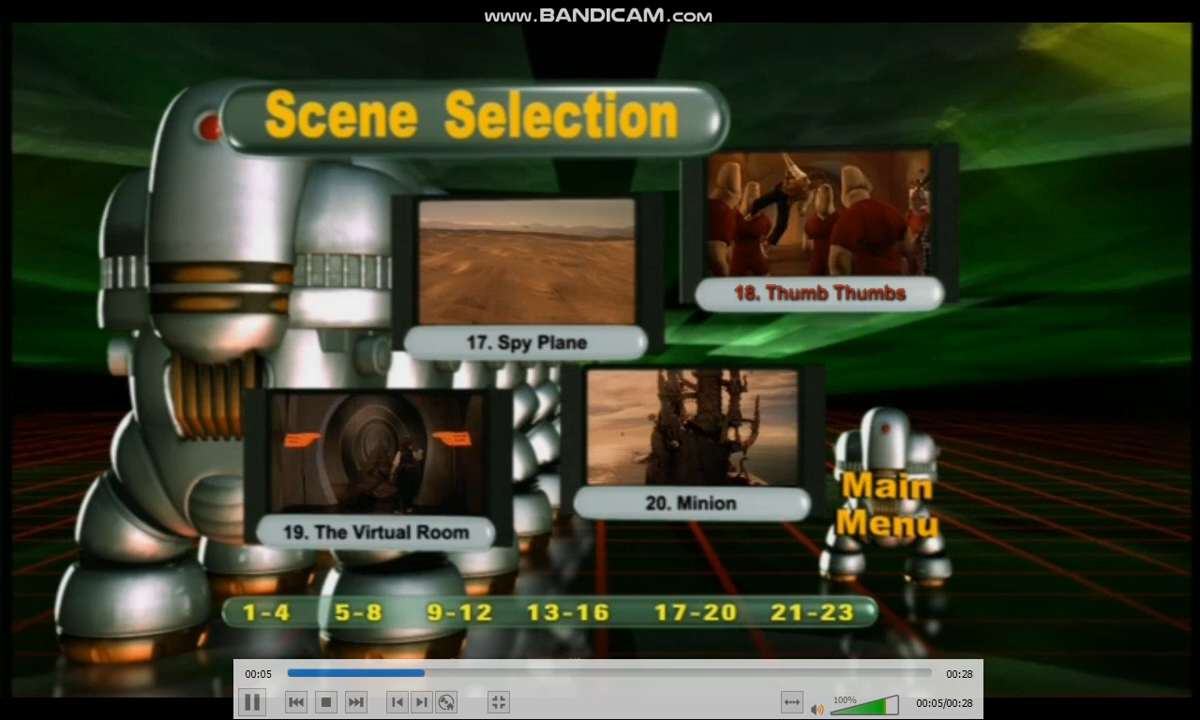 www.BANDICAM.com
Scene Selection
17. Spy Plane
18. Thumb Thumbs
19. The Virtual Room
20. Minion
Main
Menu
1-4 5-8 9-12 13-16 17-20 21-23
00:05 00:28
100%
00:05/00:28